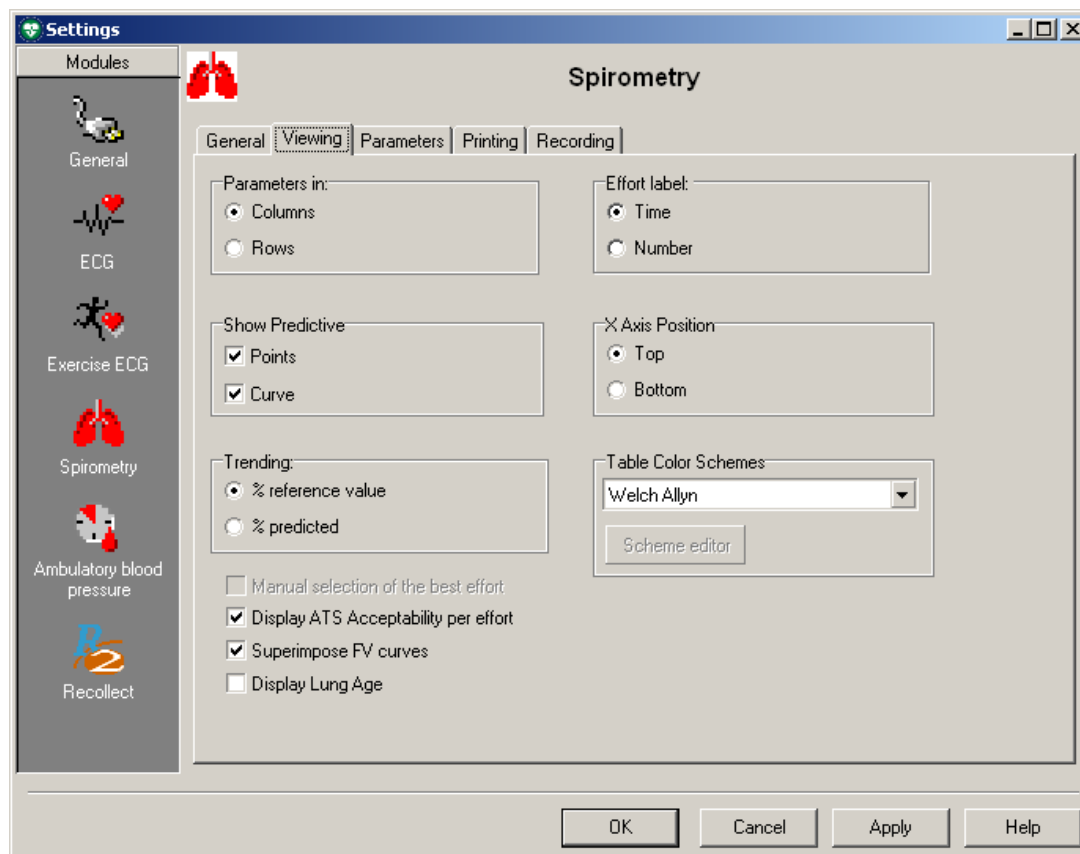 Settings
Modules
General
ECG
Exercise ECG
Spirometry
Ambulatory blood
pressure
Recollect
Spirometry
General Viewing Parameters Printing Recording
Parameters in:
Columns
Rows
Effort label:
Time
Number
Show Predictive
Points
Curve
X Axis Position
Top
Bottom
Trending:
% reference value
% predicted
Table Color Schemes
Welch Allyn
Scheme editor
Manual selection of the best effort
Display ATS Acceptability per effort
Superimpose FV curves
Display Lung Age
OK Cancel Apply Help